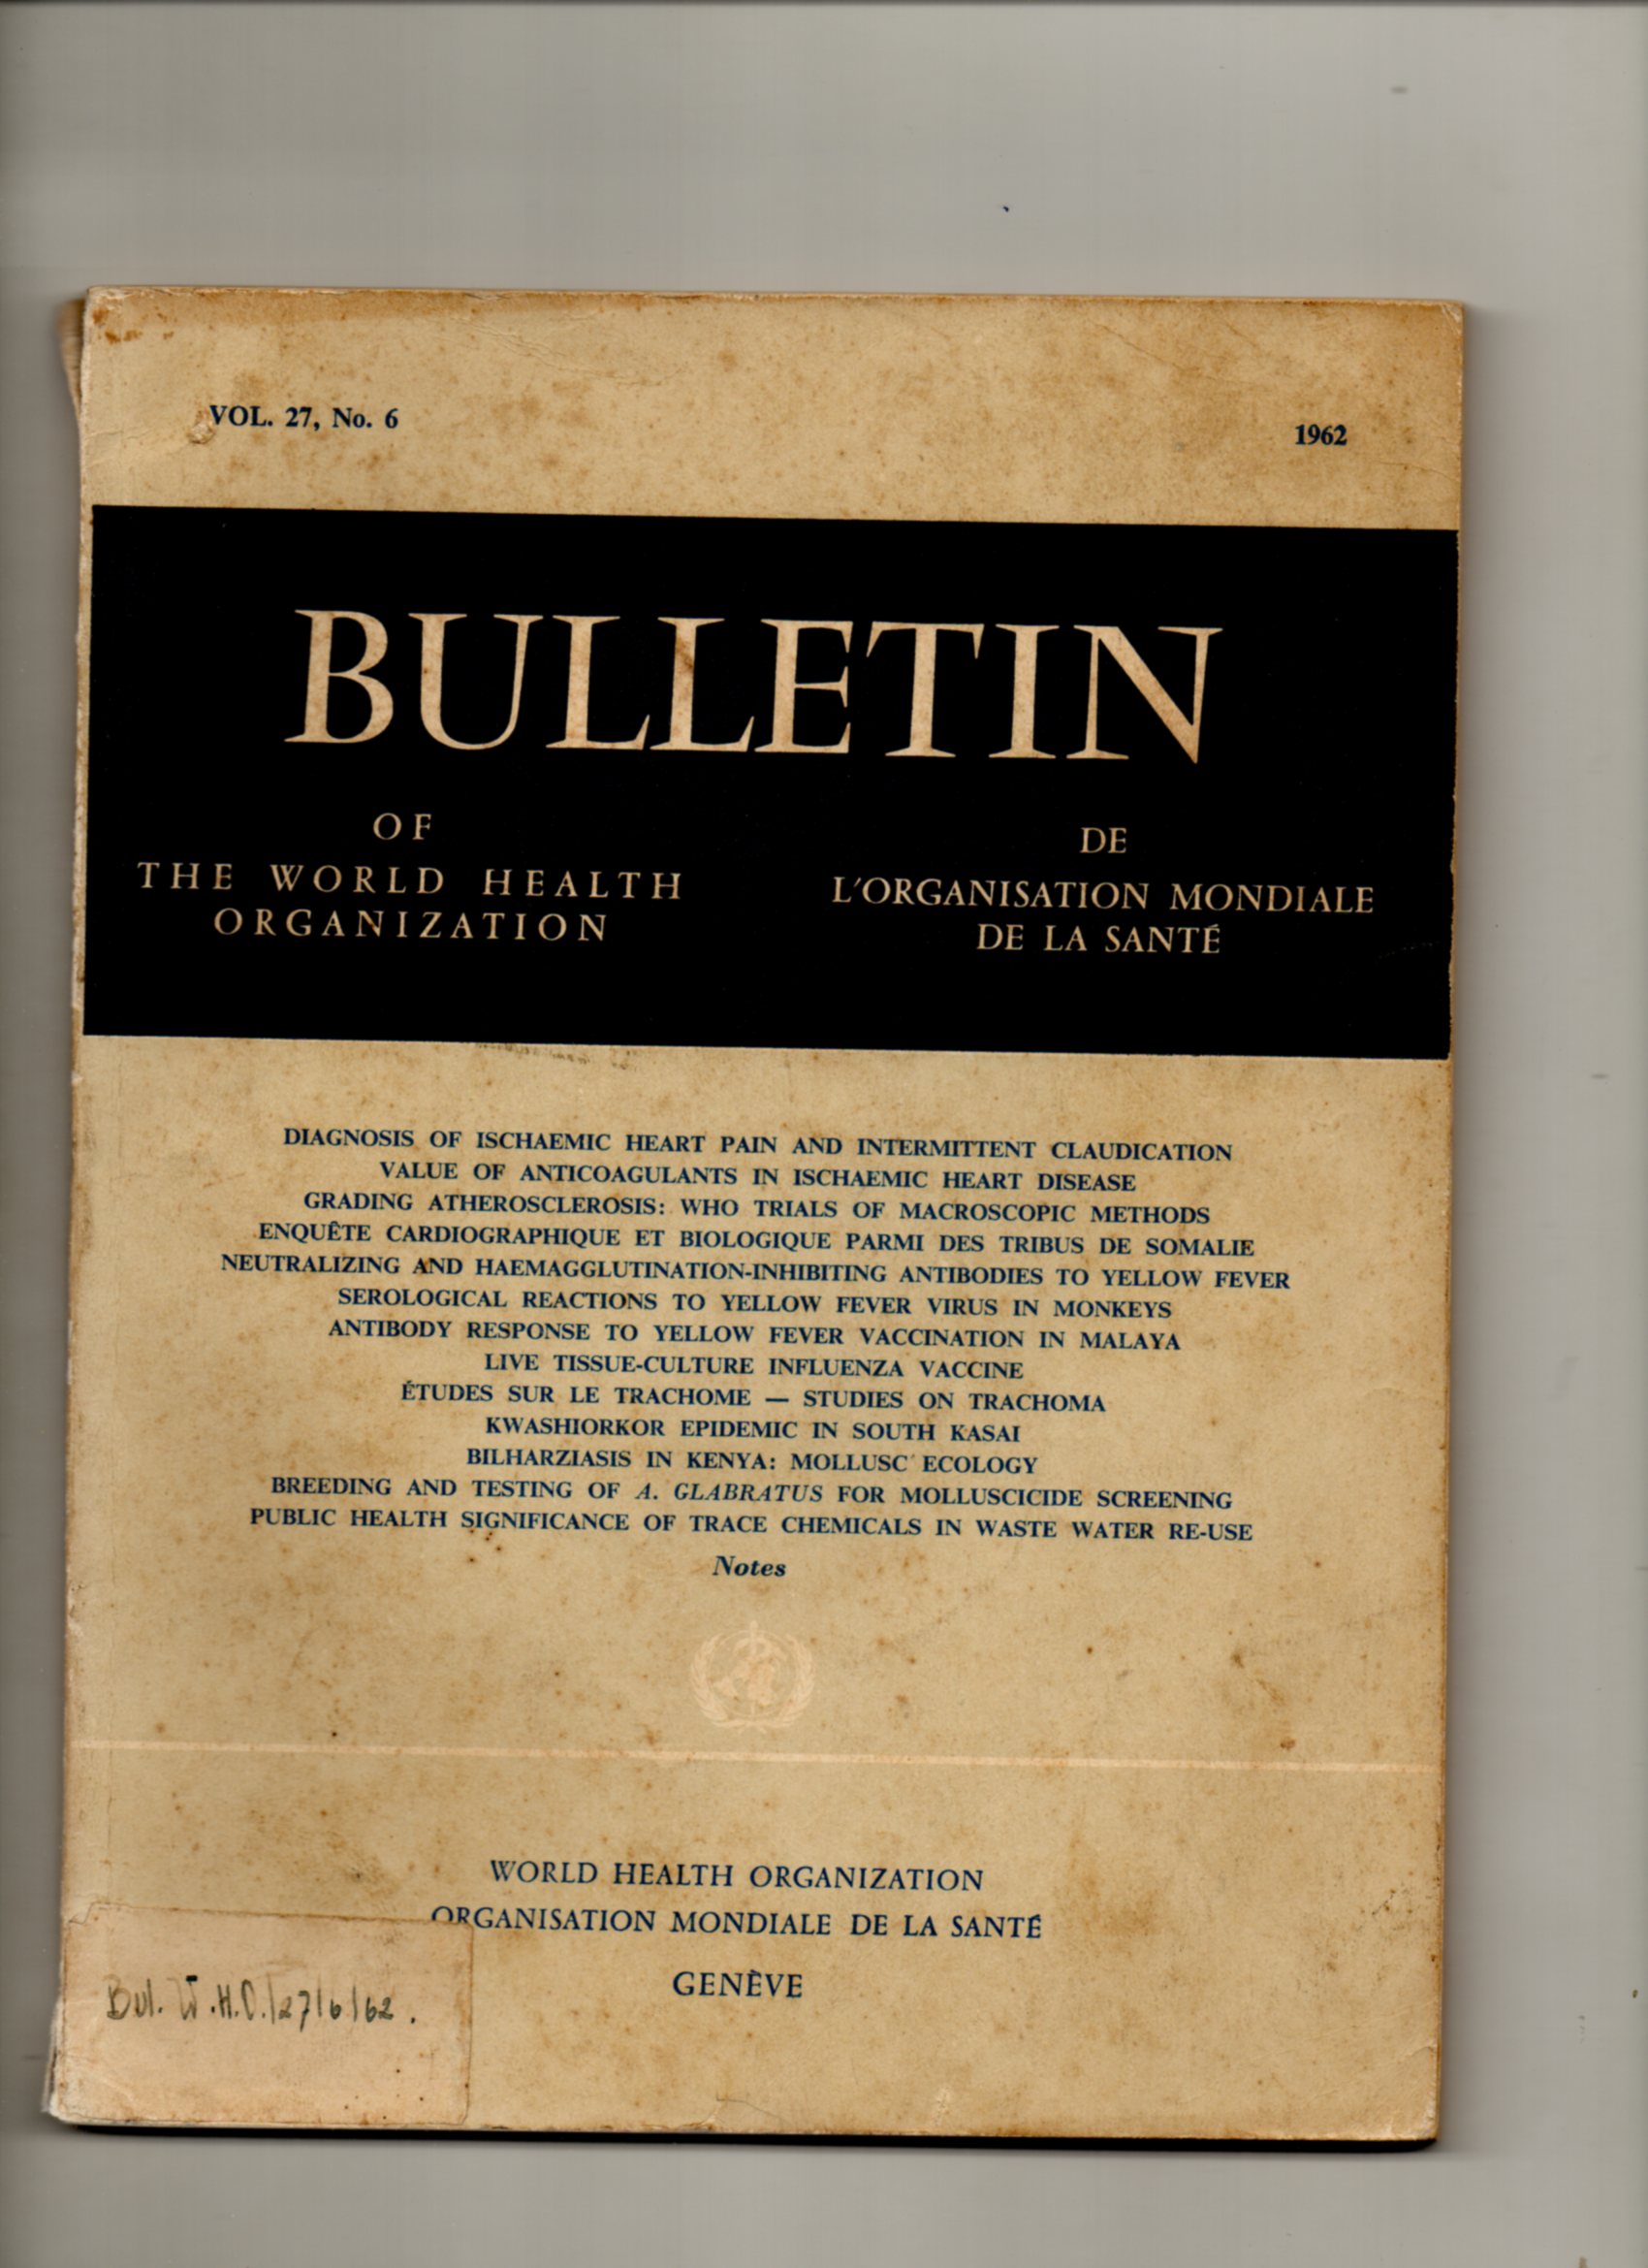 VOL. 27, No. 6
1962
BULLETIN
OF
THE WORLD HEALTH
ORGANIZATION
DE
L'ORGANISATION MONDIALE
DE LA SANTÉ
DIAGNOSIS OF ISCHAEMIC HEART PAIN AND INTERMITTENT CLAUDICATION
VALUE OF ANTICOAGULANTS IN ISCHAEMIC HEART DISEASE
GRADING ATHEROSCLEROSIS: WHO TRIALS OF MACROSCOPIC METHODS
ENQUÊTE CARDIOGRAPHIQUE ET BIOLOGIQUE PARMI DES TRIBUS DE SOMALIE
NEUTRALIZING AND HAEMAGGLUTINATION-INHIBITING ANTIBODIES TO YELLOW FEVER
SEROLOGICAL REACTIONS TO YELLOW FEVER VIRUS IN MONKEYS
ANTIBODY RESPONSE TO YELLOW FEVER VACCINATION IN MALAYA
LIVE TISSUE-CULTURE INFLUENZA VACCINE
ÉTUDES SUR LE TRACHOME — STUDIES ON TRACHOMA
KWASHIORKOR EPIDEMIC IN SOUTH KASAI
BILHARZIASIS IN KENYA: MOLLUSC ECOLOGY
BREEDING AND TESTING OF A. GLABRATUS FOR MOLLUSCICIDE SCREENING
PUBLIC HEALTH SIGNIFICANCE OF TRACE CHEMICALS IN WASTE WATER RE-USE
Notes
WORLD HEALTH ORGANIZATION
ORGANISATION MONDIALE DE LA SANTÉ
GENÈVE
Bul. W.H.O./27/6/62.